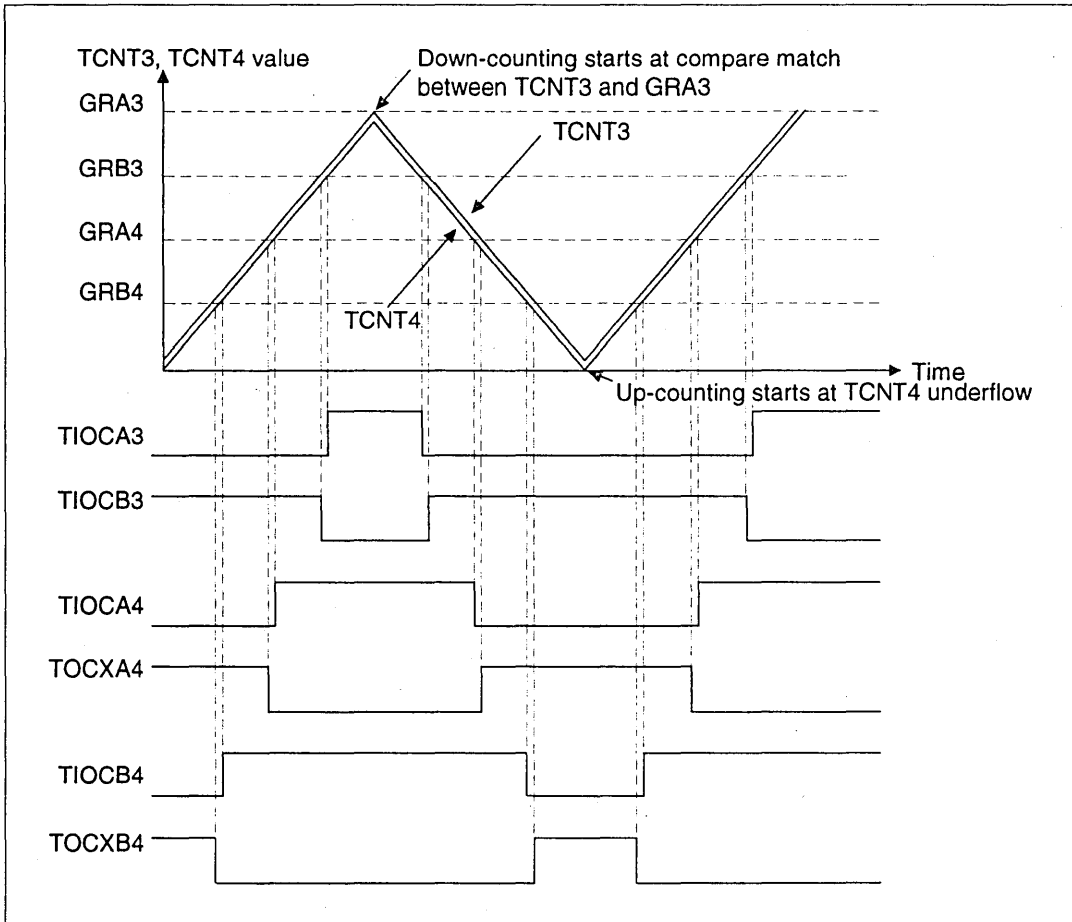 TCNT3, TCNT4 value
Down-counting starts at compare match
between TCNT3 and GRA3
GRA3
TCNT3
GRB3
GRA4
GRB4
TCNT4
Time
Up-counting starts at TCNT4 underflow
TIOCA3
TIOCB3
TIOCA4
TOCXA4
TIOCB4
TOCXB4